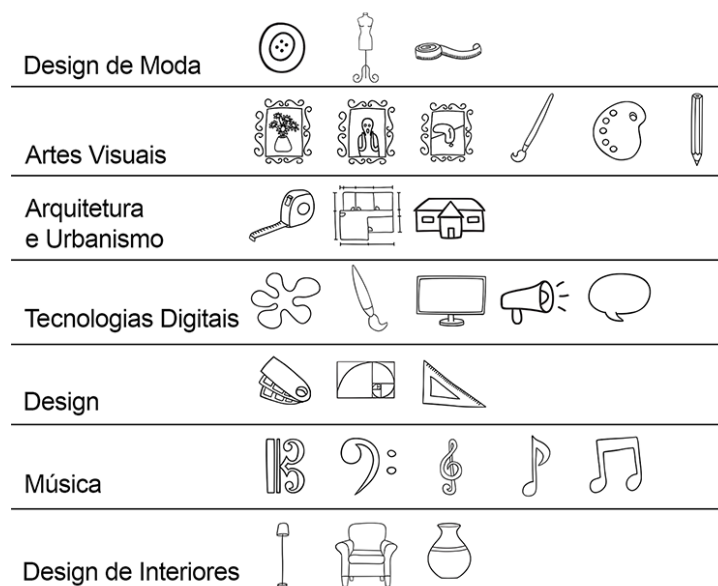 Design de Moda
Artes Visuais
Arquitetura
e Urbanismo
Tecnologias Digitais
Design
Música
Design de Interiores